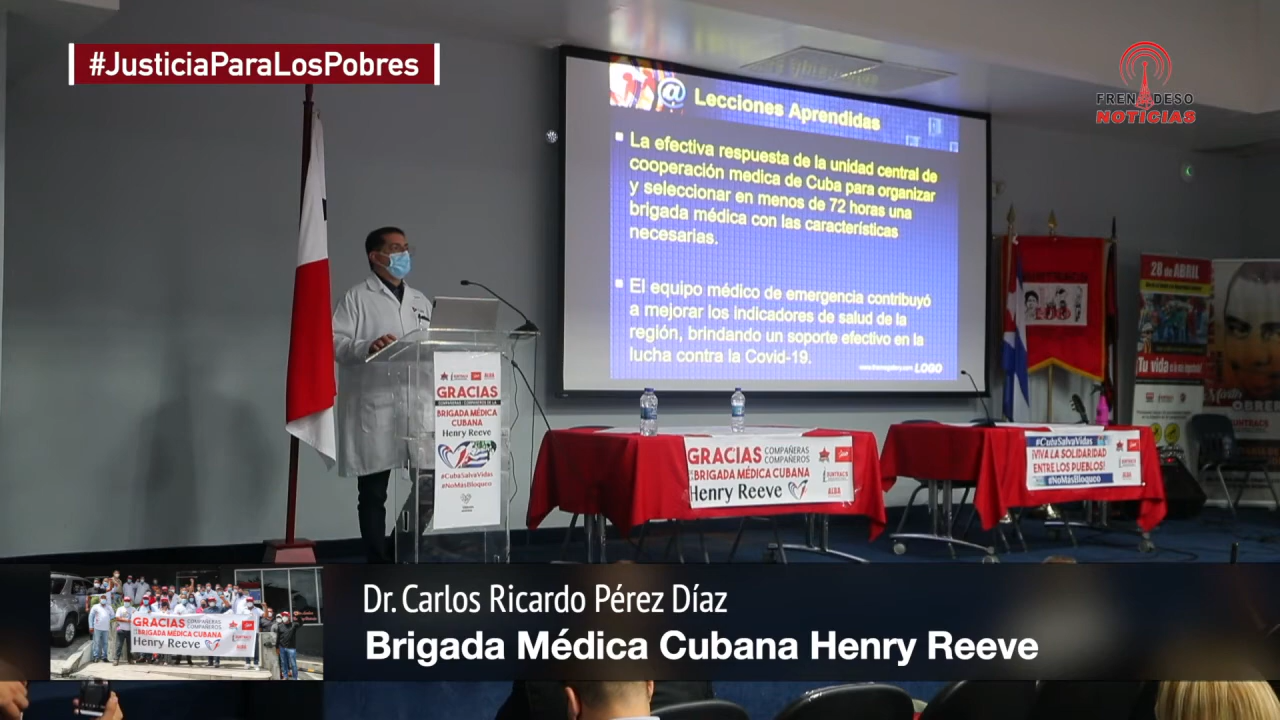 #JusticiaParaLosPobres
FRENADESO
NOTICIAS
Lecciones Aprendidas
La efectiva respuesta de la unidad central de
cooperación medica de Cuba para organizar
y seleccionar en menos de 72 horas una
brigada médica con las características
necesarias.
El equipo médico de emergencia contribuyó
a mejorar los indicadores de salud de la
región, brindando un soporte efectivo en la
lucha contra la Covid-19.
LOGO
GRACIAS
BRIGADA MÉDICA
CUBANA
Henry Reeve
#CubaSalvaVidas
#NoMásBloqueo
GRACIAS COMPAÑERAS
COMPAÑEROS
BRIGADA MÉDICA CUBANA
Henry Reeve
SUNTRACS
ALBA
#CubaSalvaVidas
¡VIVA LA SOLIDARIDAD
ENTRE LOS PUEBLOS!
#NoMásBloqueo
28 de ABRIL
Tu vida
OBRER
SUNTRACS
GRACIAS COMPAÑERAS
COMPAÑEROS
BRIGADA MÉDICA CUBANA
Henry Reeve
Dr. Carlos Ricardo Pérez Díaz
Brigada Médica Cubana Henry Reeve